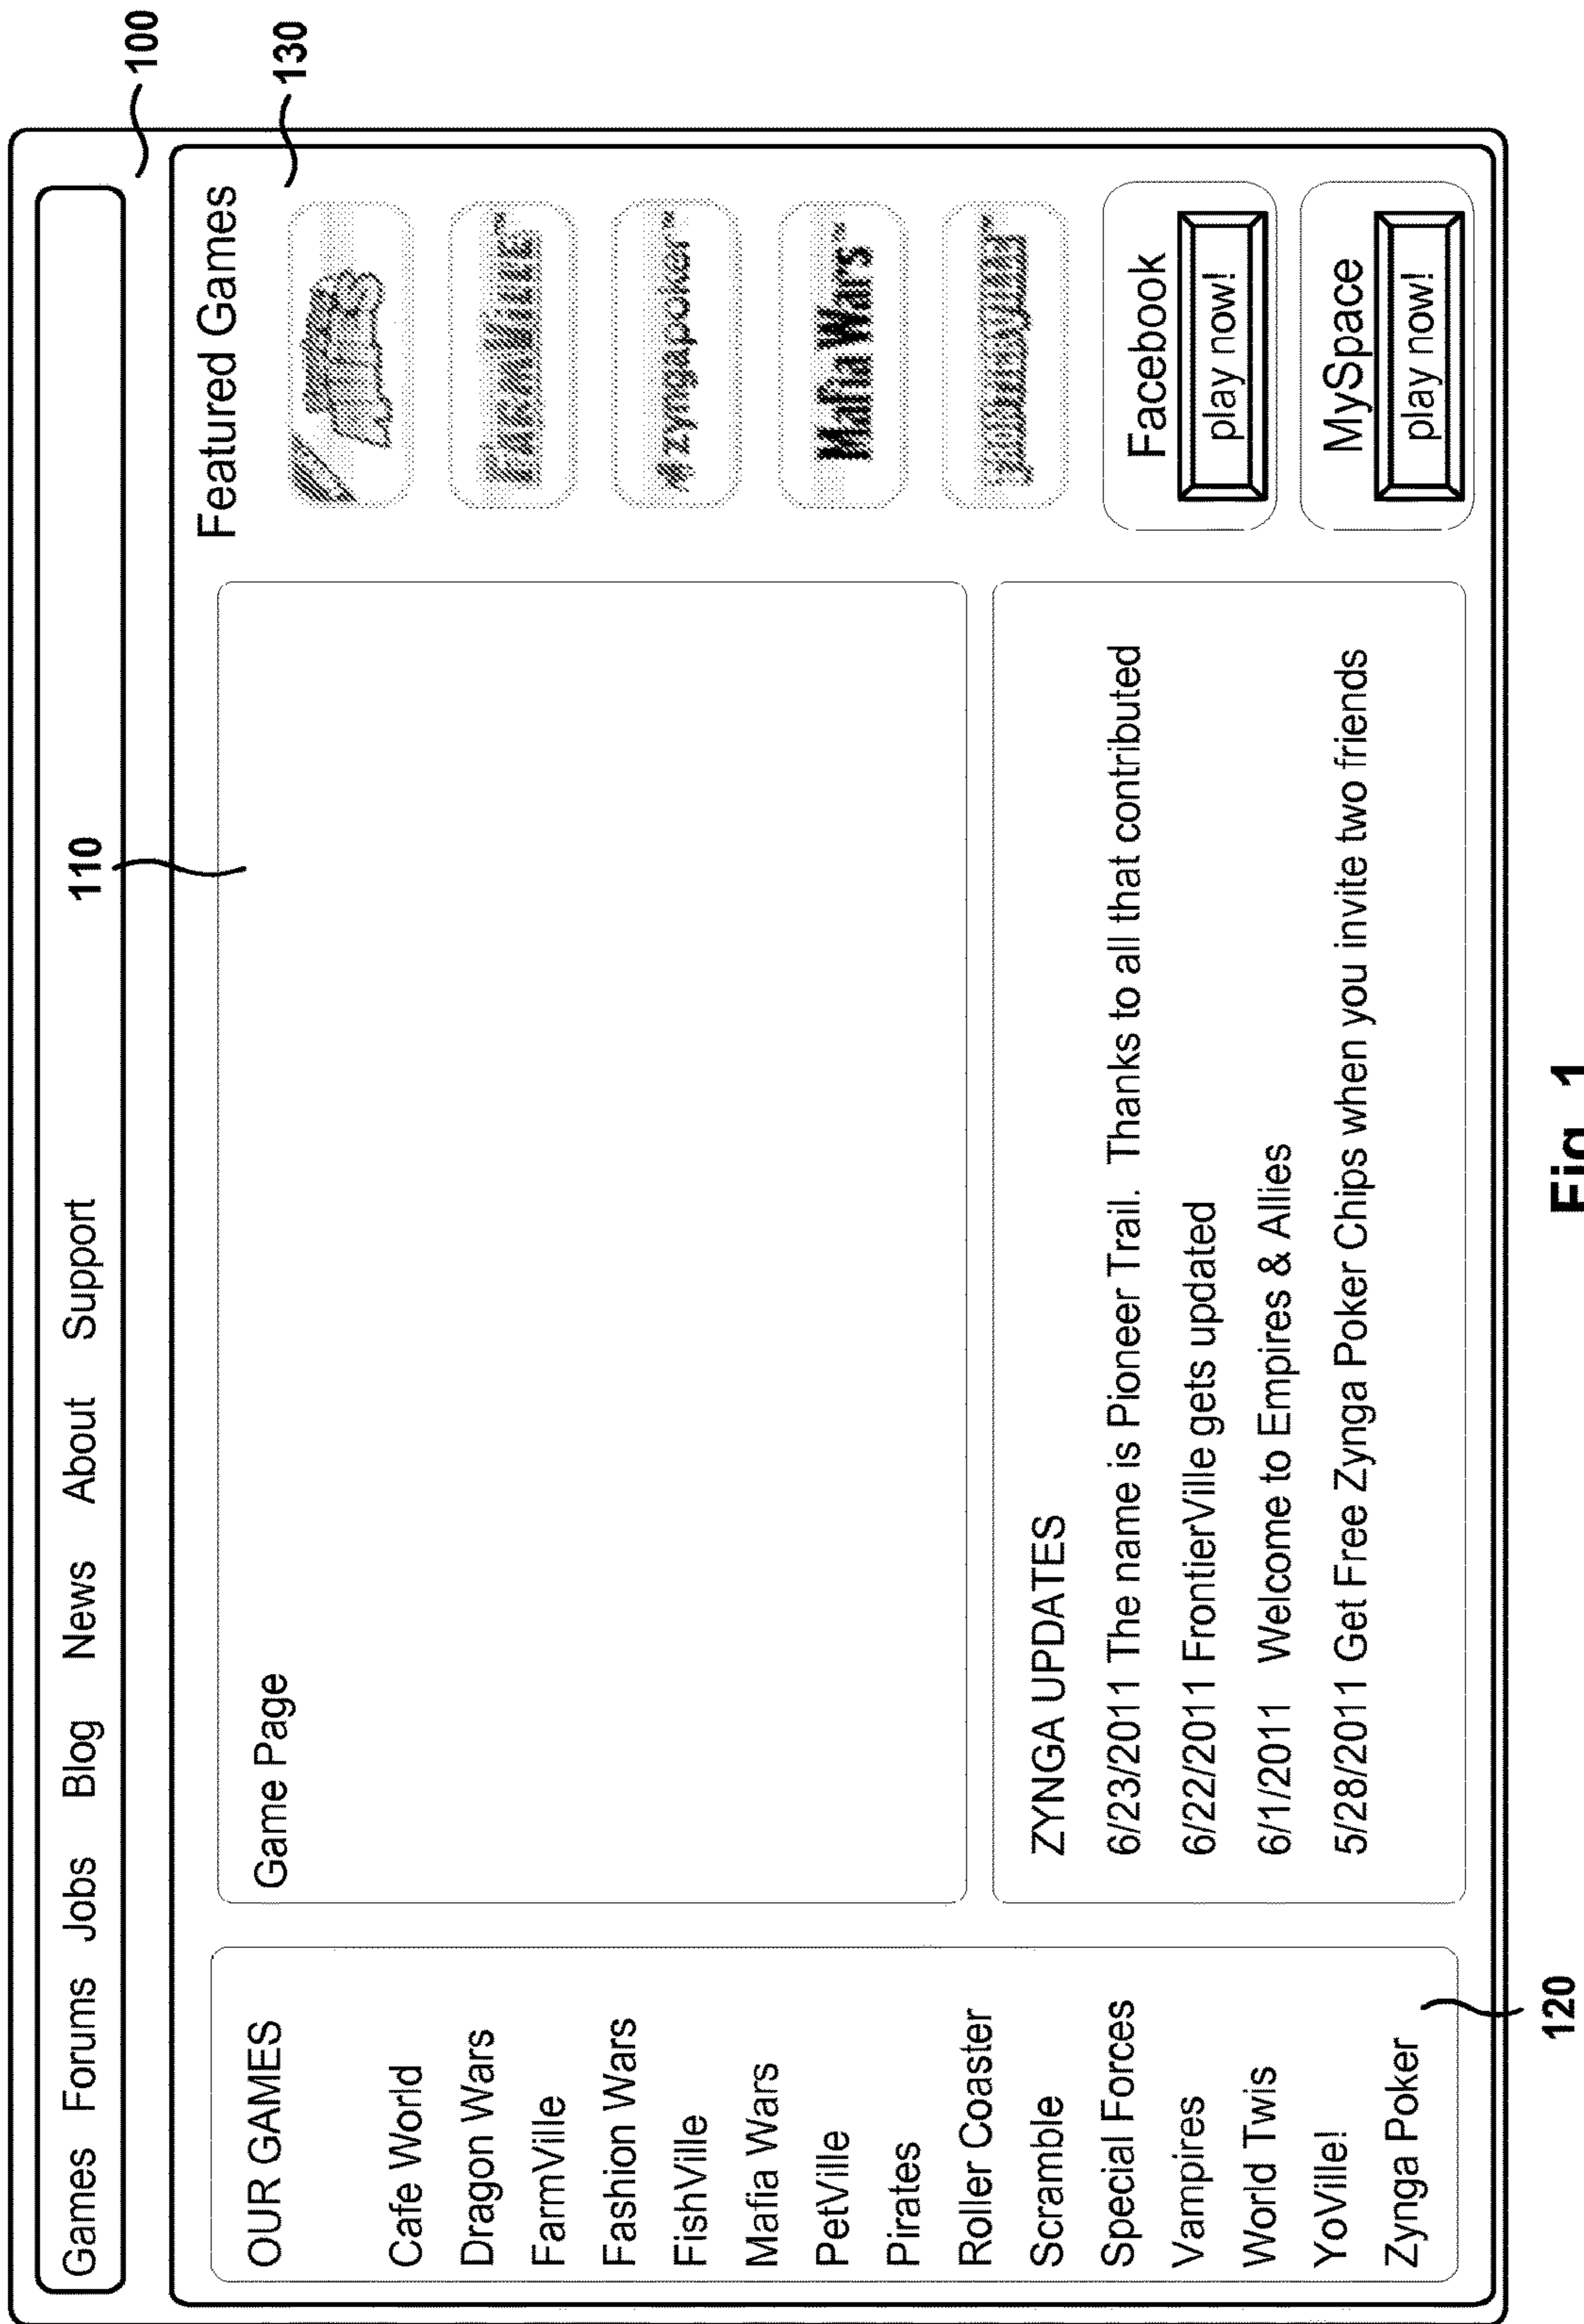 100
Games Forums Jobs Blog News About Support
110
130
OUR GAMES
Cafe World
Dragon Wars
FarmVille
Fashion Wars
FishVille
Mafia Wars
PetVille
Pirates
Roller Coaster
Scramble
Special Forces
Vampires
World Twis
YoVille!
Zynga Poker
120
Game Page
ZYNGA UPDATES
6/23/2011 The name is Pioneer Trail. Thanks to all that contributed
6/22/2011 FrontierVille gets updated
6/1/2011 Welcome to Empires & Allies
5/28/2011 Get Free Zynga Poker Chips when you invite two friends
Featured Games
FARMVILLE™
zyngapoker™
Mafia Wars™
Facebook
play now!
MySpace
play now!
Fig. 1